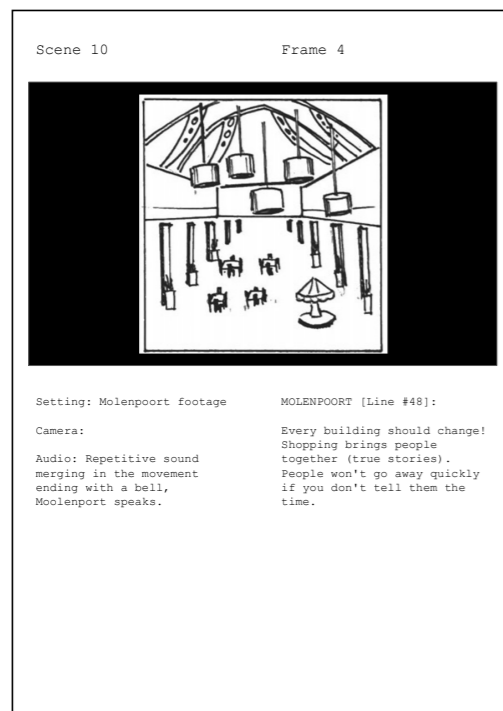 Scene 10
Frame 4
Setting: Molenpoort footage
Camera:
Audio: Repetitive sound
merging in the movement
ending with a bell,
Moolenport speaks.
MOLENPOORT [Line #48]:
Every building should change!
Shopping brings people
together (true stories).
People won't go away quickly
if you don't tell them the
time.